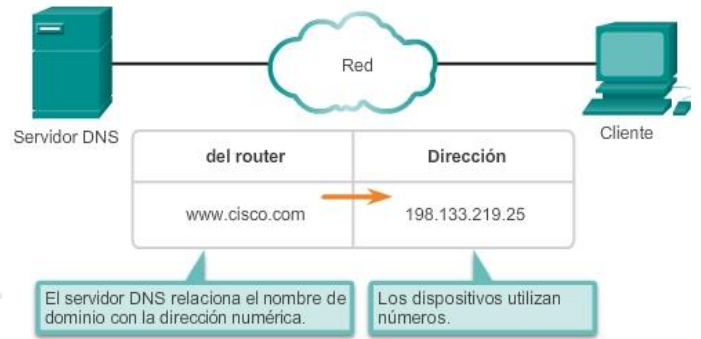 Red
Servidor DNS
Cliente
del router
Dirección
www.cisco.com
198.133.219.25
El servidor DNS relaciona el nombre de
dominio con la dirección numérica.
Los dispositivos utilizan
números.